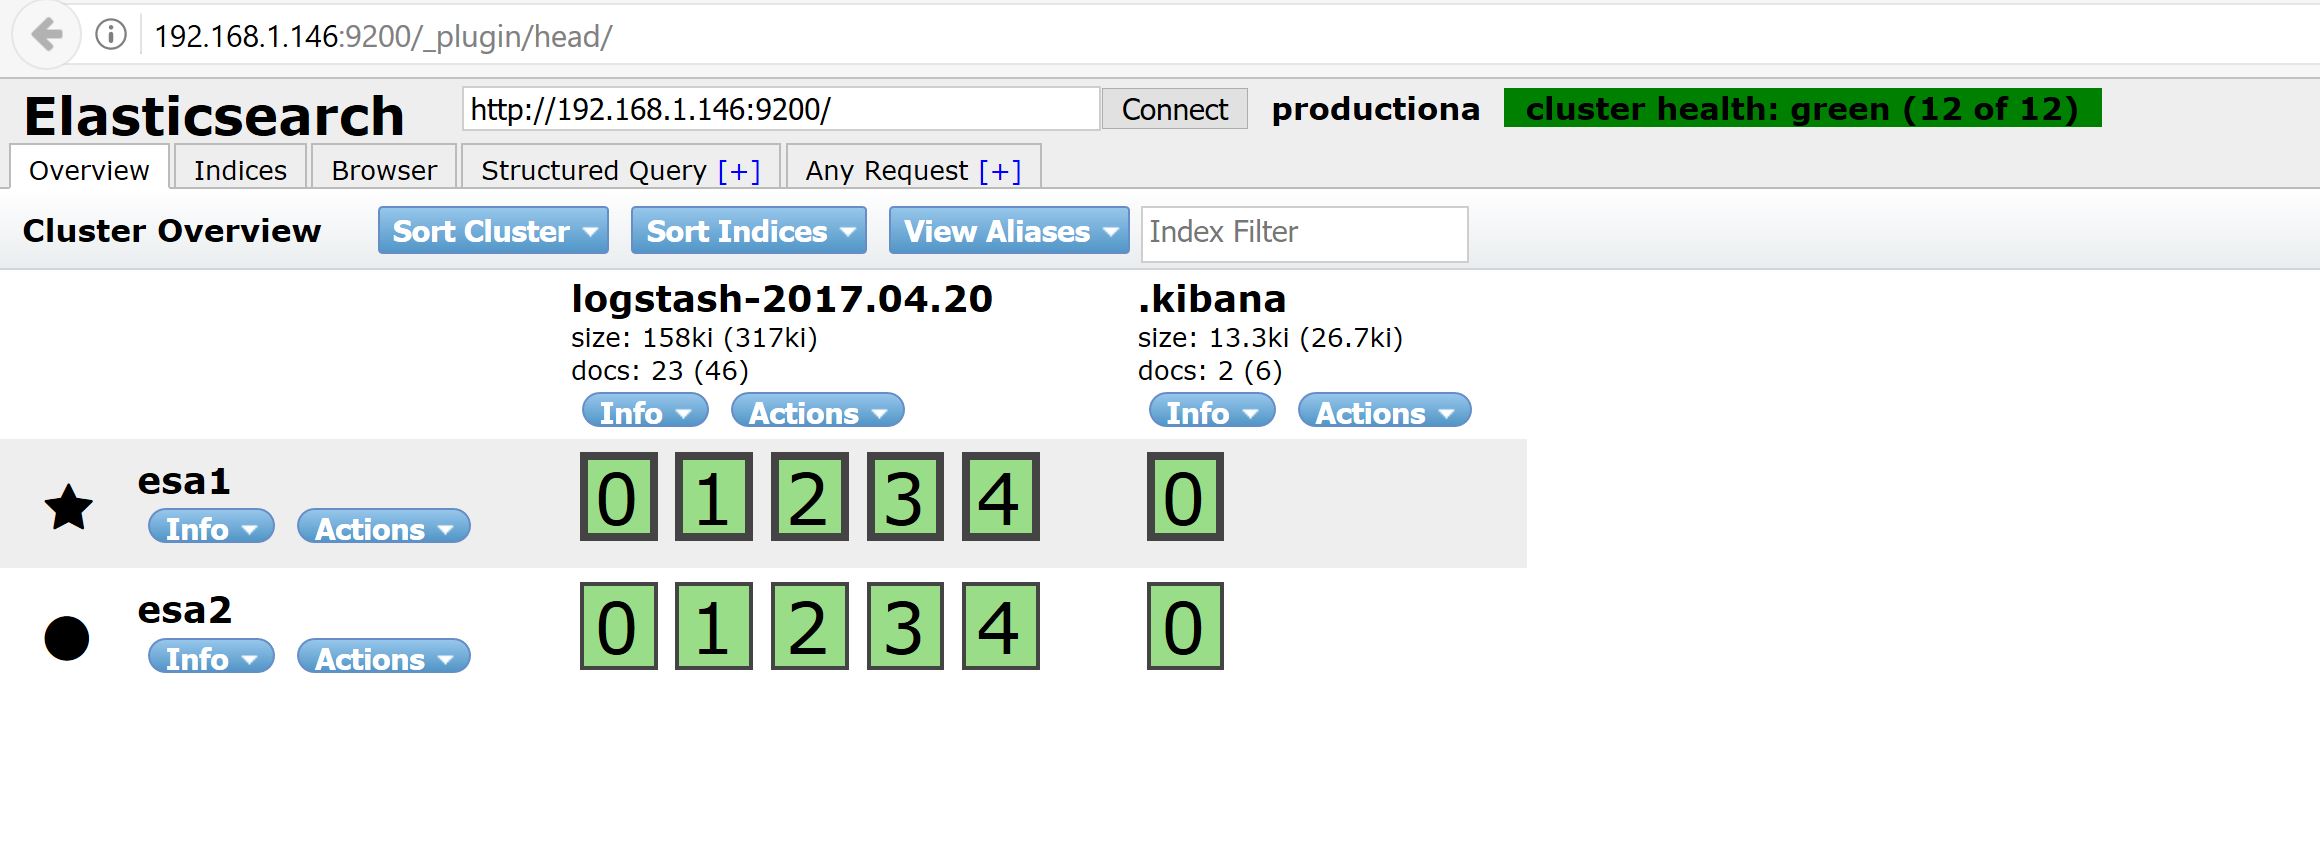 192.168.1.146:9200/_plugin/head/
Elasticsearch http://192.168.1.146:9200/ Connect productiona cluster health: green (12 of 12)
Overview Indices Browser Structured Query [+] Any Request [+]
Cluster Overview Sort Cluster Sort Indices View Aliases Index Filter
logstash-2017.04.20 .kibana
size: 158ki (317ki) size: 13.3ki (26.7ki)
docs: 23 (46) docs: 2 (6)
Info Actions Info Actions
esa1 0 1 2 3 4 0
Info Actions
esa2 0 1 2 3 4 0
Info Actions